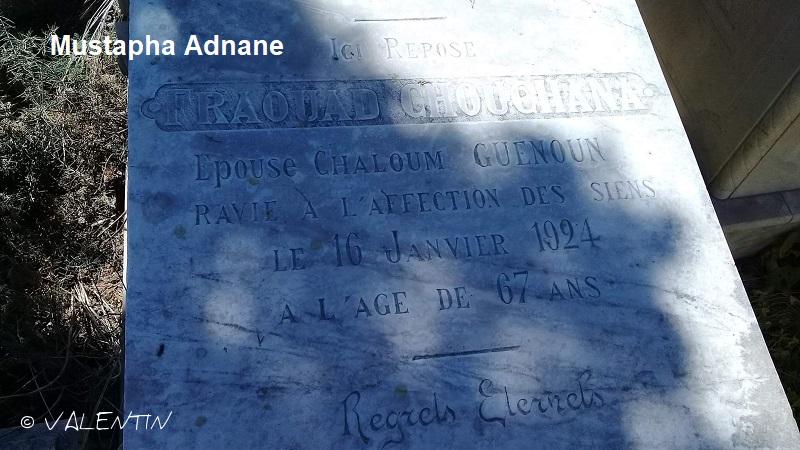 Mustapha Adnane
ICI REPOSE
FRAOUAD CHOUCHANA
Epouse CHALOUM GUENOUN
RAVIE A L'AFFECTION DES SIENS
LE 16 JANVIER 1924
A L'AGE DE 67 ANS
Regrets Eternels
© VALENTIN